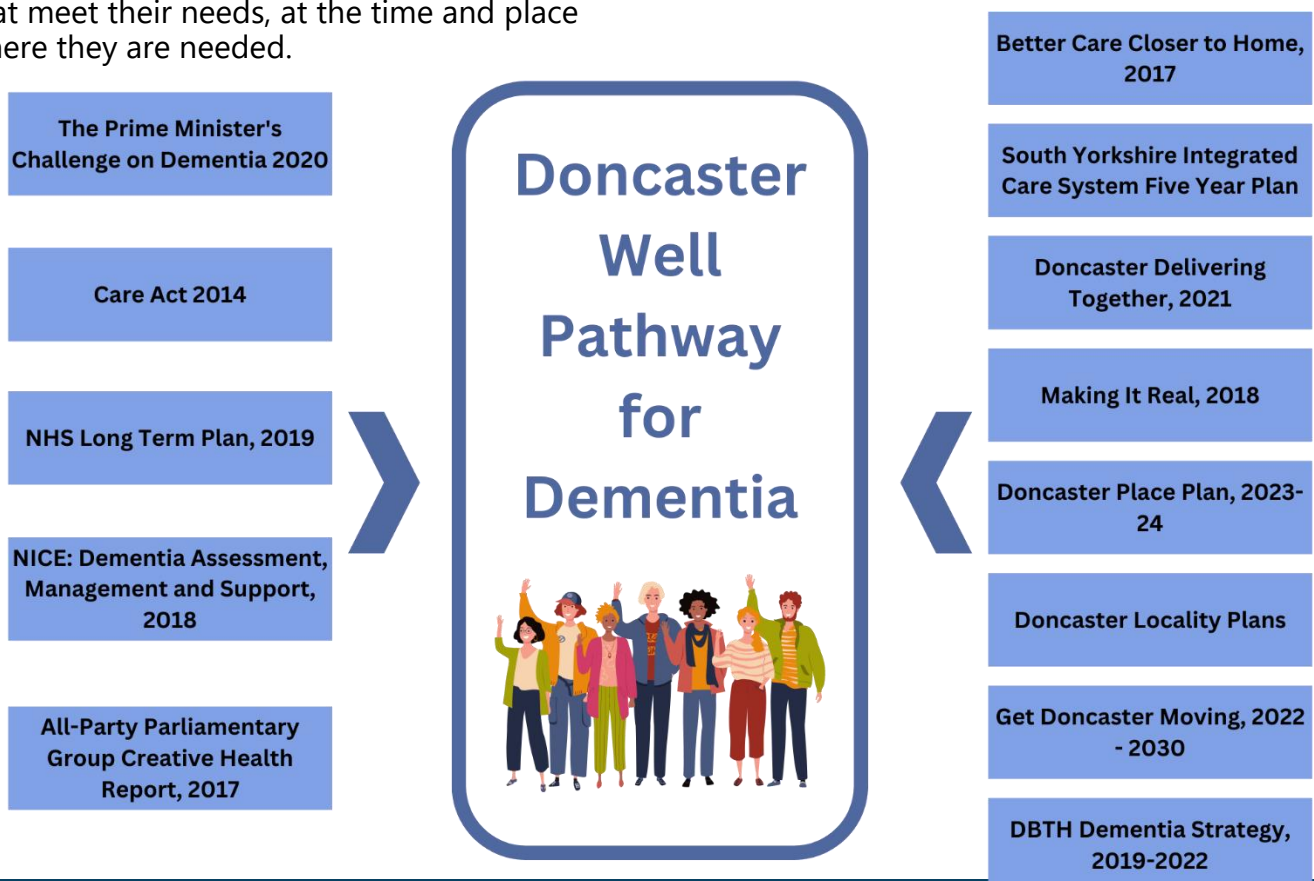 at meet their needs, at the time and place
here they are needed.
The Prime Minister's
Challenge on Dementia 2020
Care Act 2014
NHS Long Term Plan, 2019
NICE: Dementia Assessment,
Management and Support,
2018
All-Party Parliamentary
Group Creative Health
Report, 2017
Doncaster
Well
Pathway
for
Dementia
Better Care Closer to Home,
2017
South Yorkshire Integrated
Care System Five Year Plan
Doncaster Delivering
Together, 2021
Making It Real, 2018
Doncaster Place Plan, 2023-
24
Doncaster Locality Plans
Get Doncaster Moving, 2022
- 2030
DBTH Dementia Strategy,
2019-2022